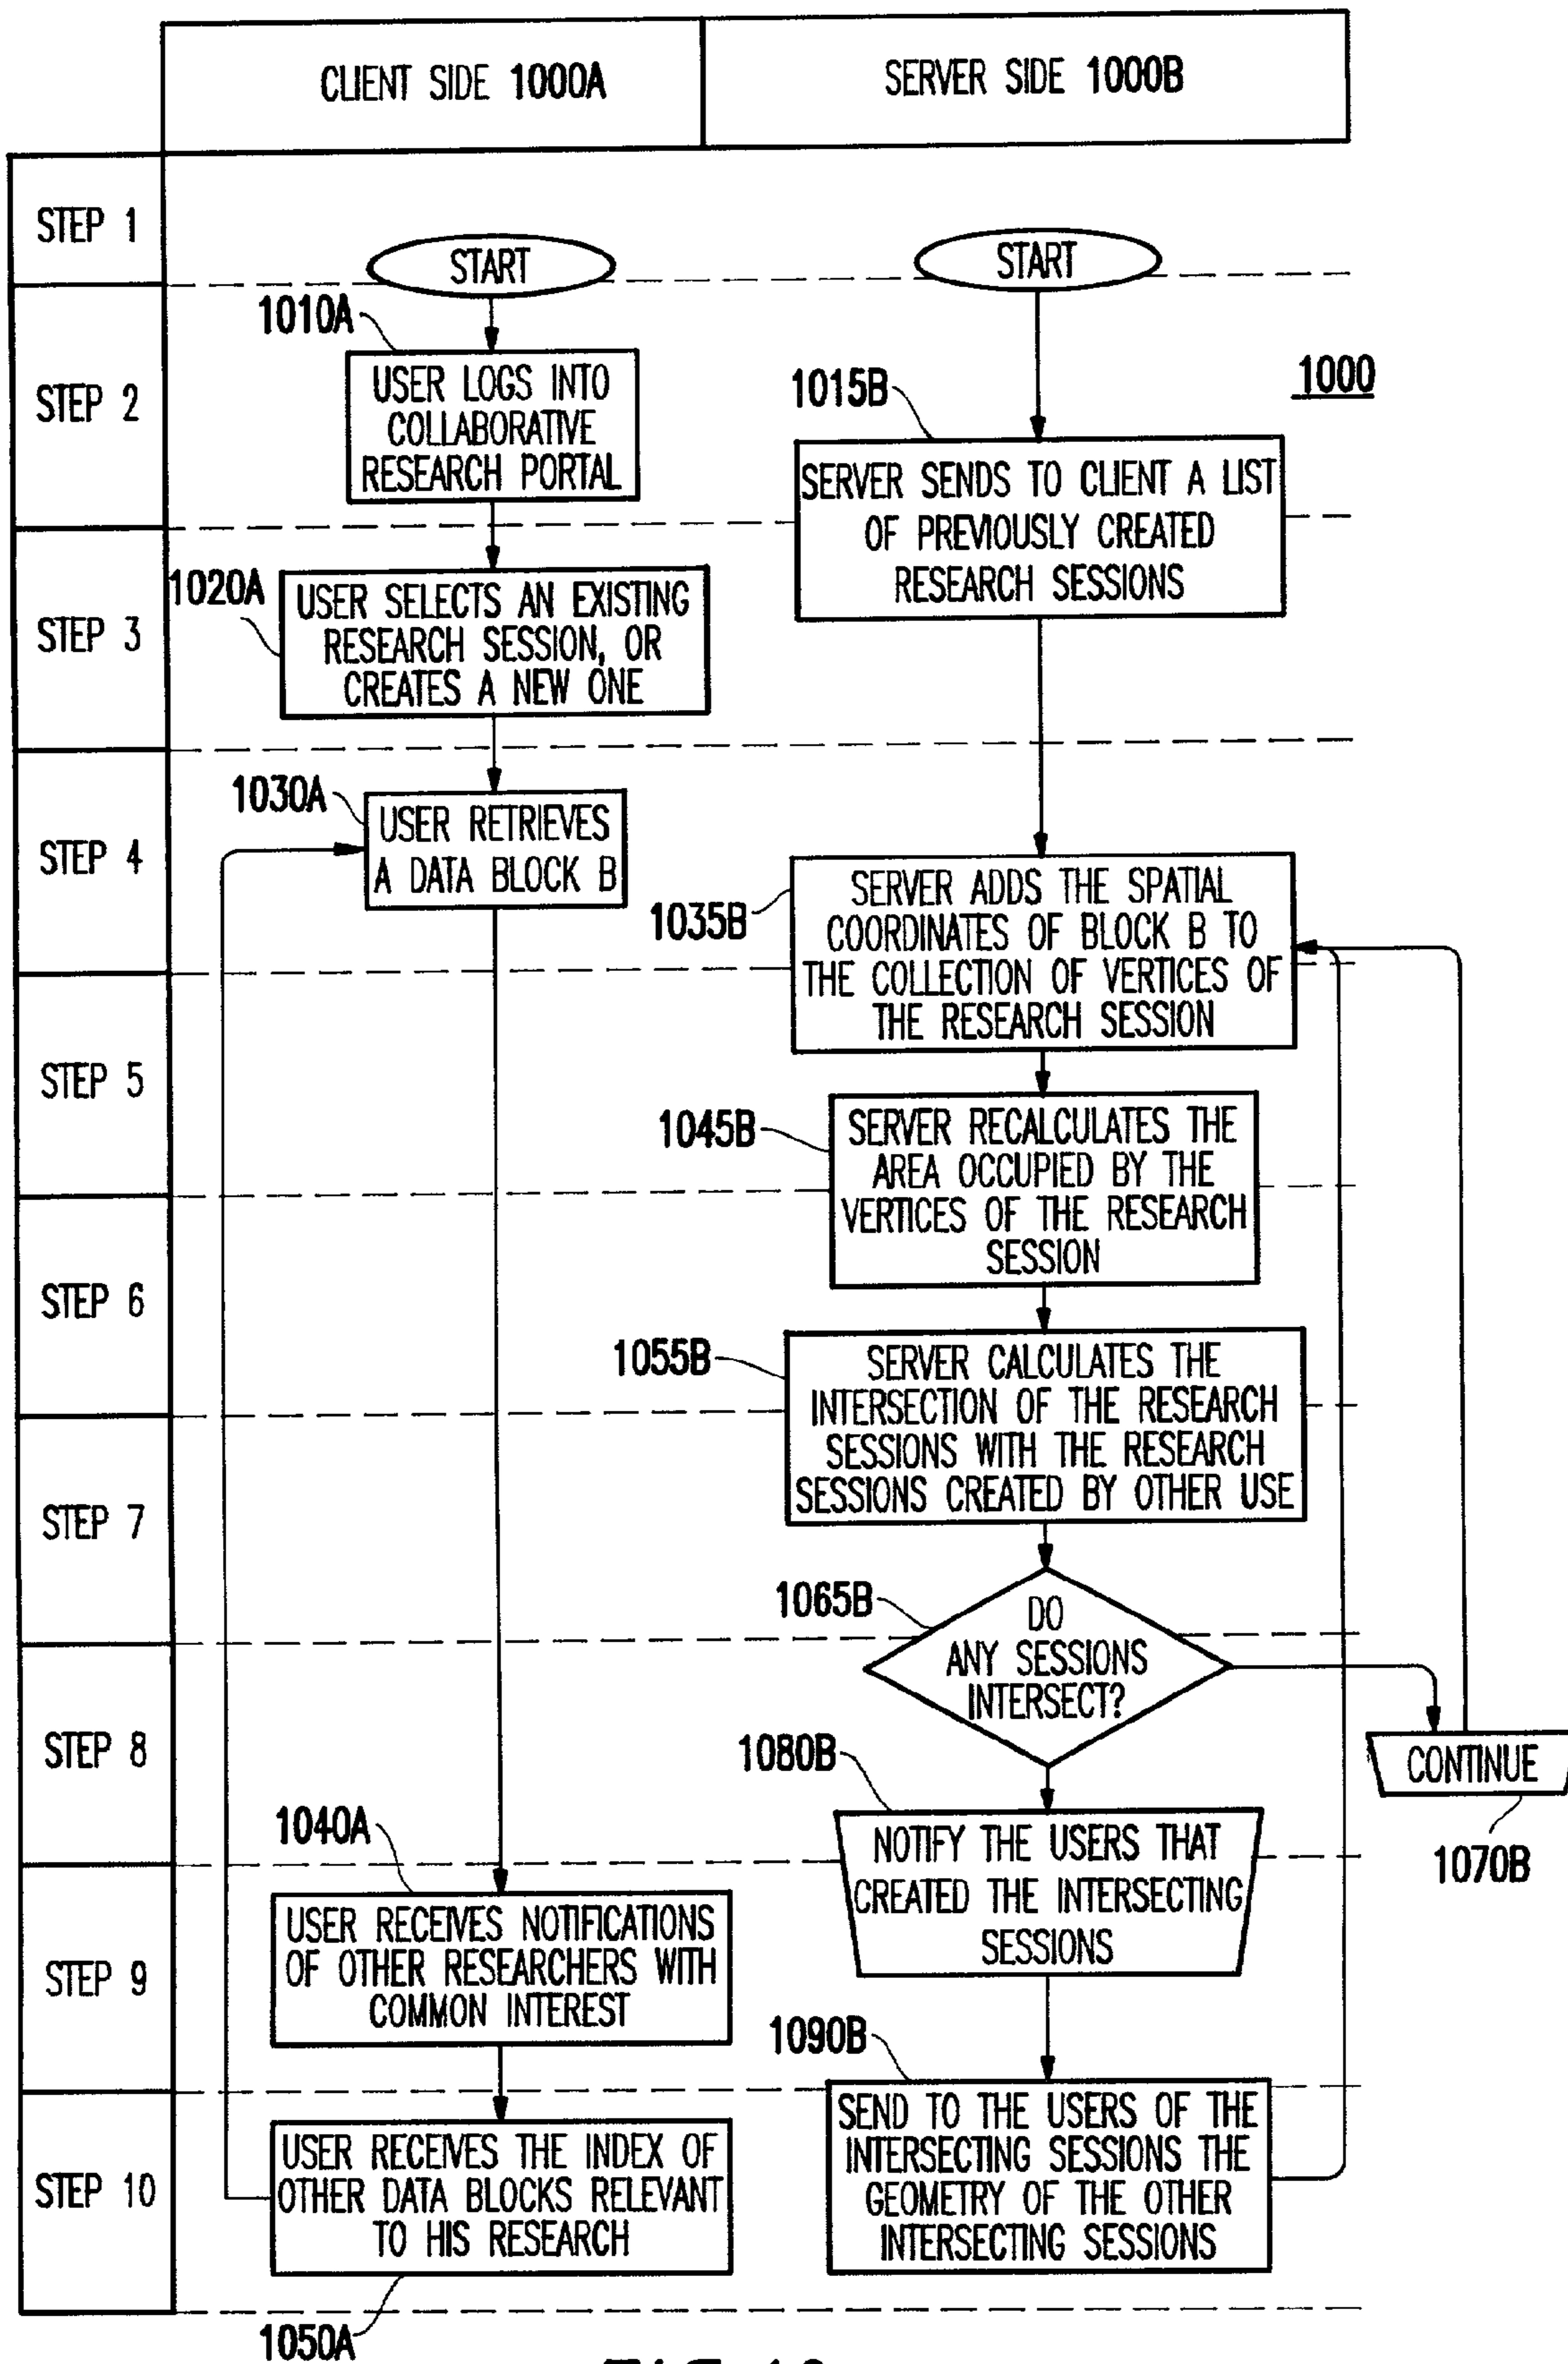 CLIENT SIDE 1000A
SERVER SIDE 1000B
STEP 1
START
START
STEP 2
1010A
USER LOGS INTO
COLLABORATIVE
RESEARCH PORTAL
1015B
1000
SERVER SENDS TO CLIENT A LIST
OF PREVIOUSLY CREATED
RESEARCH SESSIONS
STEP 3
1020A
USER SELECTS AN EXISTING
RESEARCH SESSION, OR
CREATES A NEW ONE
STEP 4
1030A
USER RETRIEVES
A DATA BLOCK B
1035B
SERVER ADDS THE SPATIAL
COORDINATES OF BLOCK B TO
THE COLLECTION OF VERTICES OF
THE RESEARCH SESSION
STEP 5
1045B
SERVER RECALCULATES THE
AREA OCCUPIED BY THE
VERTICES OF THE RESEARCH
SESSION
STEP 6
1055B
SERVER CALCULATES THE
INTERSECTION OF THE RESEARCH
SESSIONS WITH THE RESEARCH
SESSIONS CREATED BY OTHER USE
STEP 7
1065B
DO
ANY SESSIONS
INTERSECT?
STEP 8
1080B
CONTINUE
1070B
NOTIFY THE USERS THAT
CREATED THE INTERSECTING
SESSIONS
1040A
STEP 9
USER RECEIVES NOTIFICATIONS
OF OTHER RESEARCHERS WITH
COMMON INTEREST
1090B
STEP 10
USER RECEIVES THE INDEX OF
OTHER DATA BLOCKS RELEVANT
TO HIS RESEARCH
SEND TO THE USERS OF THE
INTERSECTING SESSIONS THE
GEOMETRY OF THE OTHER
INTERSECTING SESSIONS
1050A